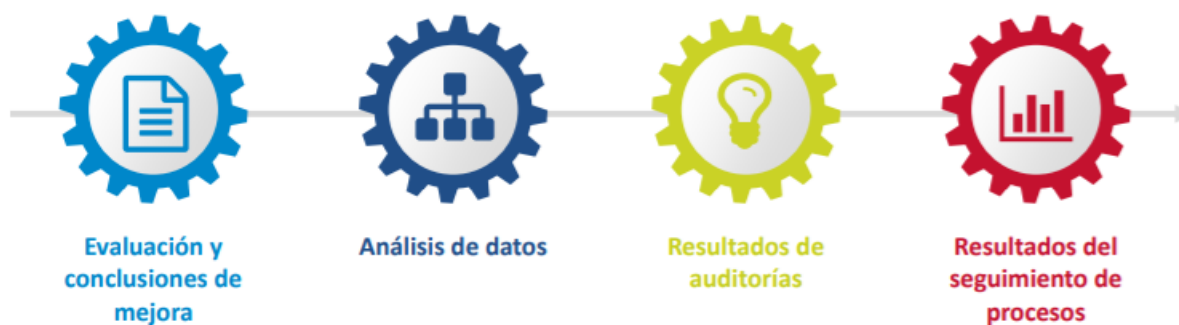 Evaluación y
conclusiones de
mejora
Análisis de datos
Resultados de
auditorías
Resultados del
seguimiento de
procesos